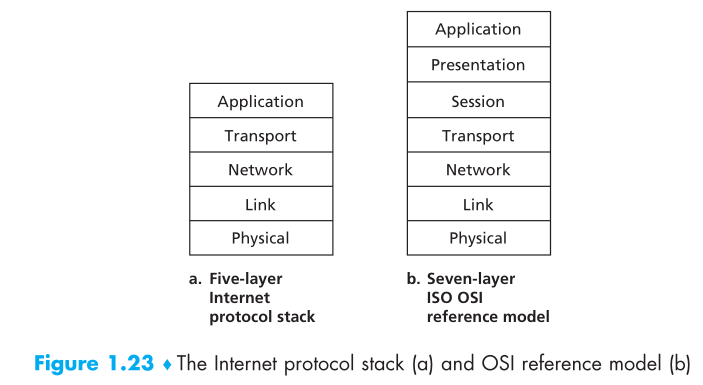 Application
Transport
Network
Link
Physical
a. Five-layer
Internet
protocol stack
Application
Presentation
Session
Transport
Network
Link
Physical
b. Seven-layer
ISO OSI
reference model
Figure 1.23 ♦ The Internet protocol stack (a) and OSI reference model (b)